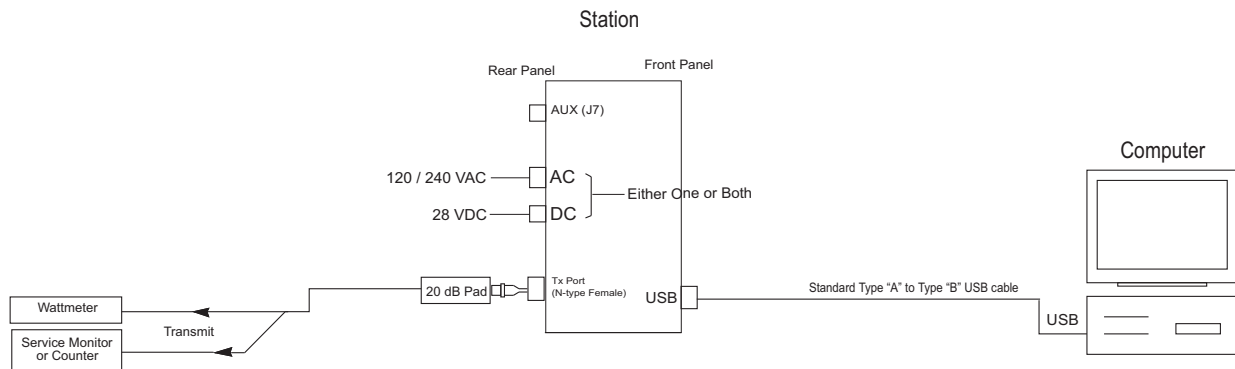 Station
Rear Panel
Front Panel
AUX (J7)
120 / 240 VAC
AC
Either One or Both
28 VDC
DC
Computer
20 dB Pad
Tx Port
(N-type Female)
USB
Standard Type “A” to Type “B” USB cable
USB
Wattmeter
Transmit
Service Monitor
or Counter